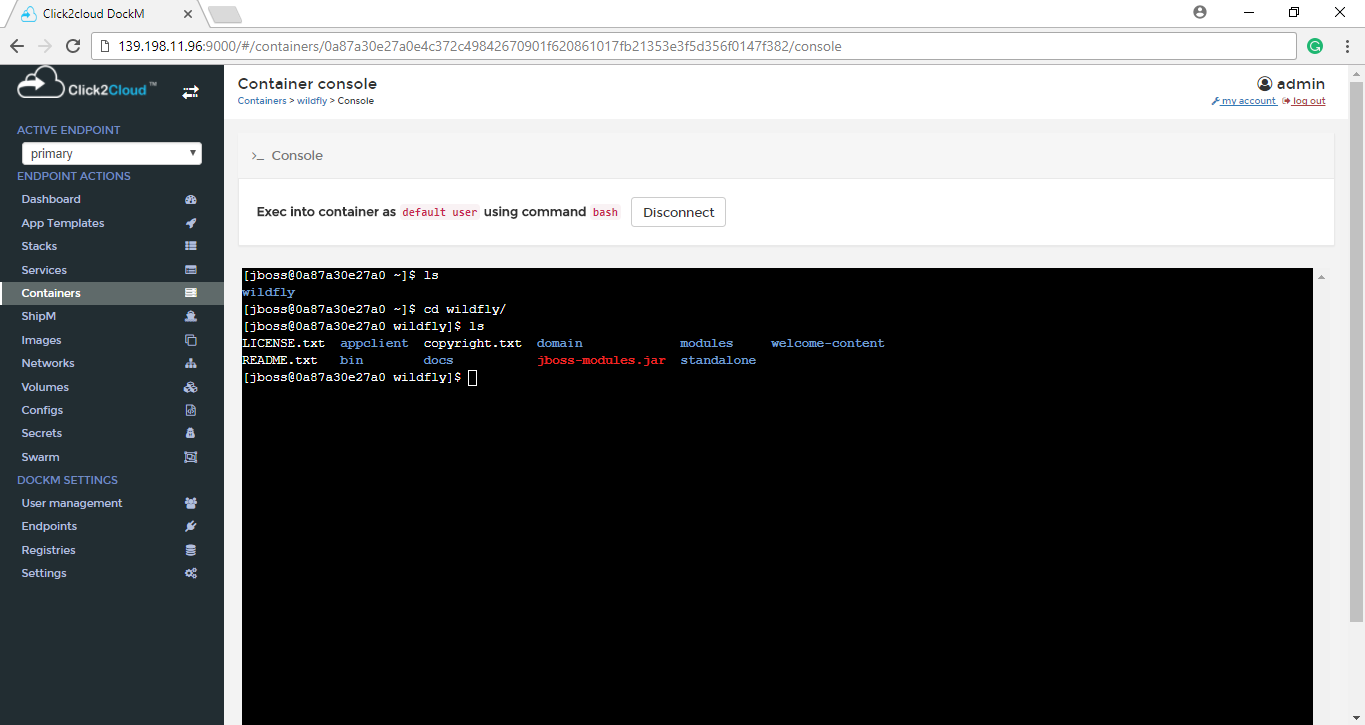 Click2cloud DockM
139.198.11.96:9000/#/containers/0a87a30e27a0e4c372c49842670901f620861017fb21353e3f5d356f0147f382/console
Click2Cloud™
ACTIVE ENDPOINT
primary
ENDPOINT ACTIONS
Dashboard
App Templates
Stacks
Services
Containers
ShipM
Images
Networks
Volumes
Configs
Secrets
Swarm
DOCKM SETTINGS
User management
Endpoints
Registries
Settings
Container console
Containers > wildfly > Console
admin
my account log out
>_ Console
Exec into container as default user using command bash Disconnect
[jboss@0a87a30e27a0 ~]$ ls
wildfly
[jboss@0a87a30e27a0 ~]$ cd wildfly/
[jboss@0a87a30e27a0 wildfly]$ ls
LICENSE.txt appclient copyright.txt domain modules welcome-content
README.txt bin docs jboss-modules.jar standalone
[jboss@0a87a30e27a0 wildfly]$